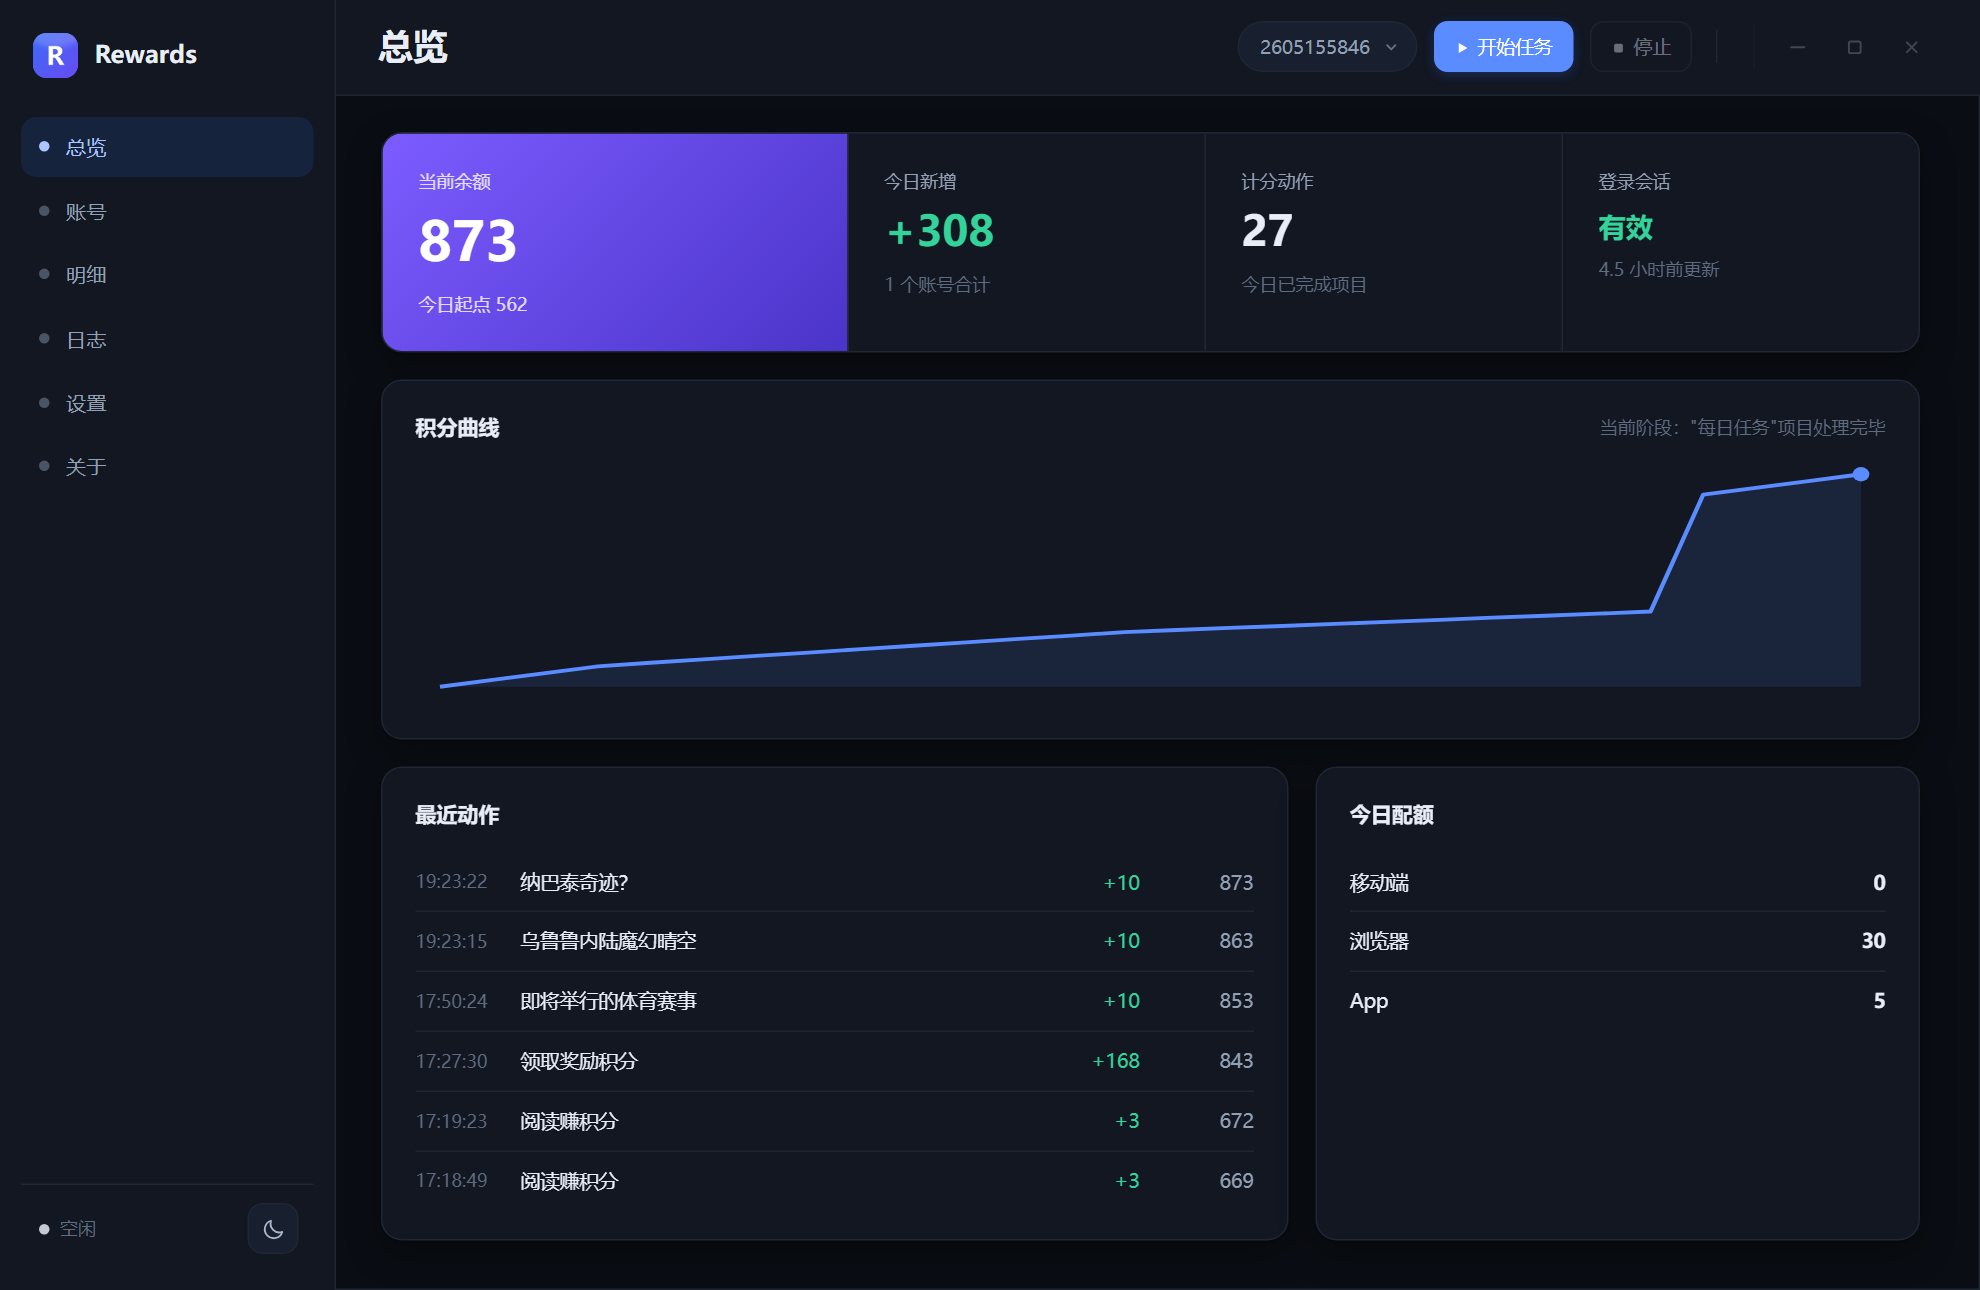 R Rewards
总览
账号
明细
日志
设置
关于
空闲
总览
2605155846
开始任务
停止
当前余额
873
今日起点 562
今日新增
+308
1 个账号合计
计分动作
27
今日已完成项目
登录会话
有效
4.5 小时前更新
积分曲线
当前阶段："每日任务"项目处理完毕
最近动作
19:23:22 纳巴泰奇迹? +10 873
19:23:15 乌鲁鲁内陆魔幻晴空 +10 863
17:50:24 即将举行的体育赛事 +10 853
17:27:30 领取奖励积分 +168 843
17:19:23 阅读赚积分 +3 672
17:18:49 阅读赚积分 +3 669
今日配额
移动端 0
浏览器 30
App 5